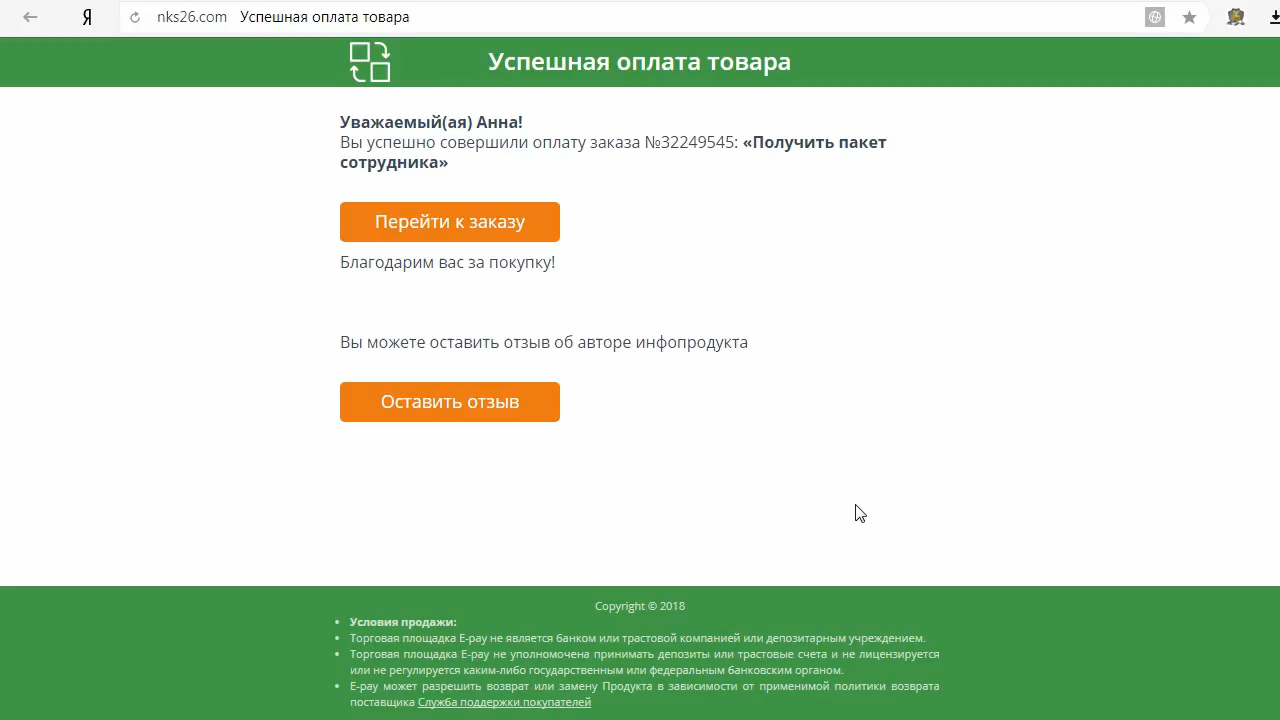 Я nks26.com Успешная оплата товара
Успешная оплата товара
Уважаемый(ая) Анна!
Вы успешно совершили оплату заказа №32249545: «Получить пакет
сотрудника»
Перейти к заказу
Благодарим вас за покупку!
Вы можете оставить отзыв об авторе инфопродукта
Оставить отзыв
Copyright © 2018
Условия продажи:
Торговая площадка E-pay не является банком или трастовой компанией или депозитарным учреждением.
Торговая площадка E-pay не уполномочена принимать депозиты или трастовые счета и не лицензируется
или не регулируется каким-либо государственным или федеральным банковским органом.
E-pay может разрешить возврат или замену Продукта в зависимости от применимой политики возврата
поставщика Служба поддержки покупателей